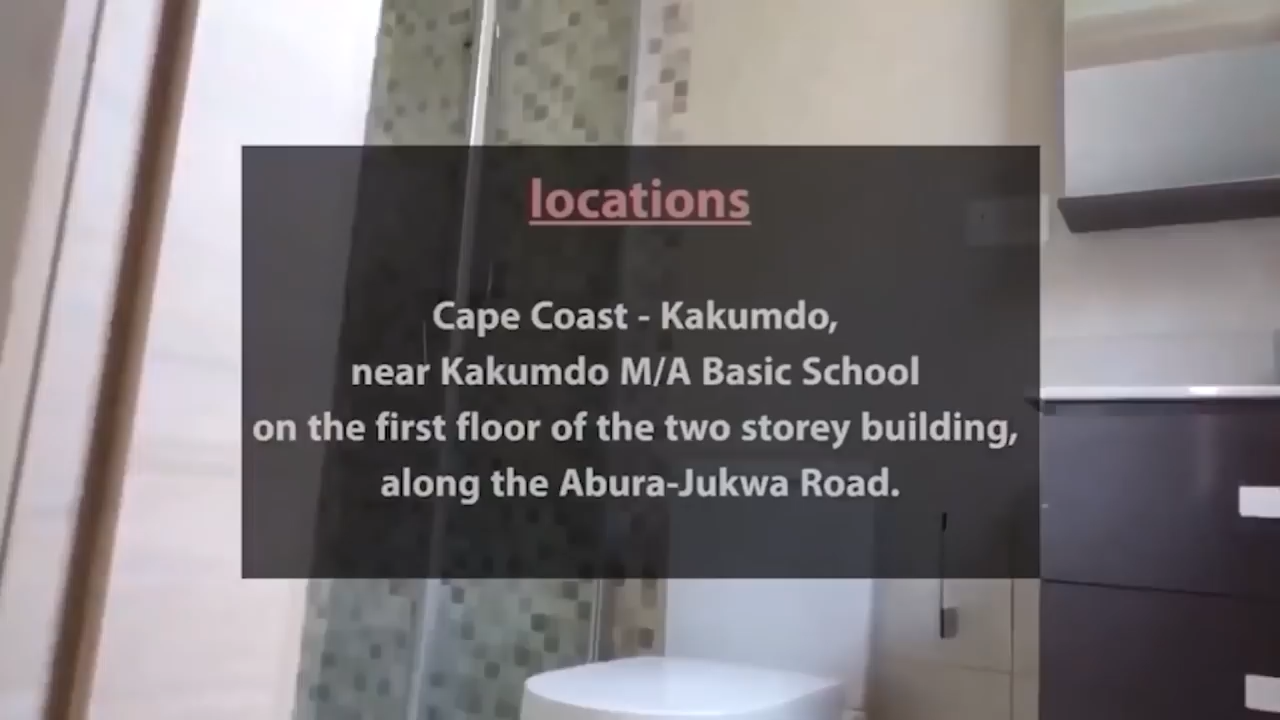 locations
Cape Coast - Kakumdo,
near Kakumdo M/A Basic School
on the first floor of the two storey building,
along the Abura-Jukwa Road.